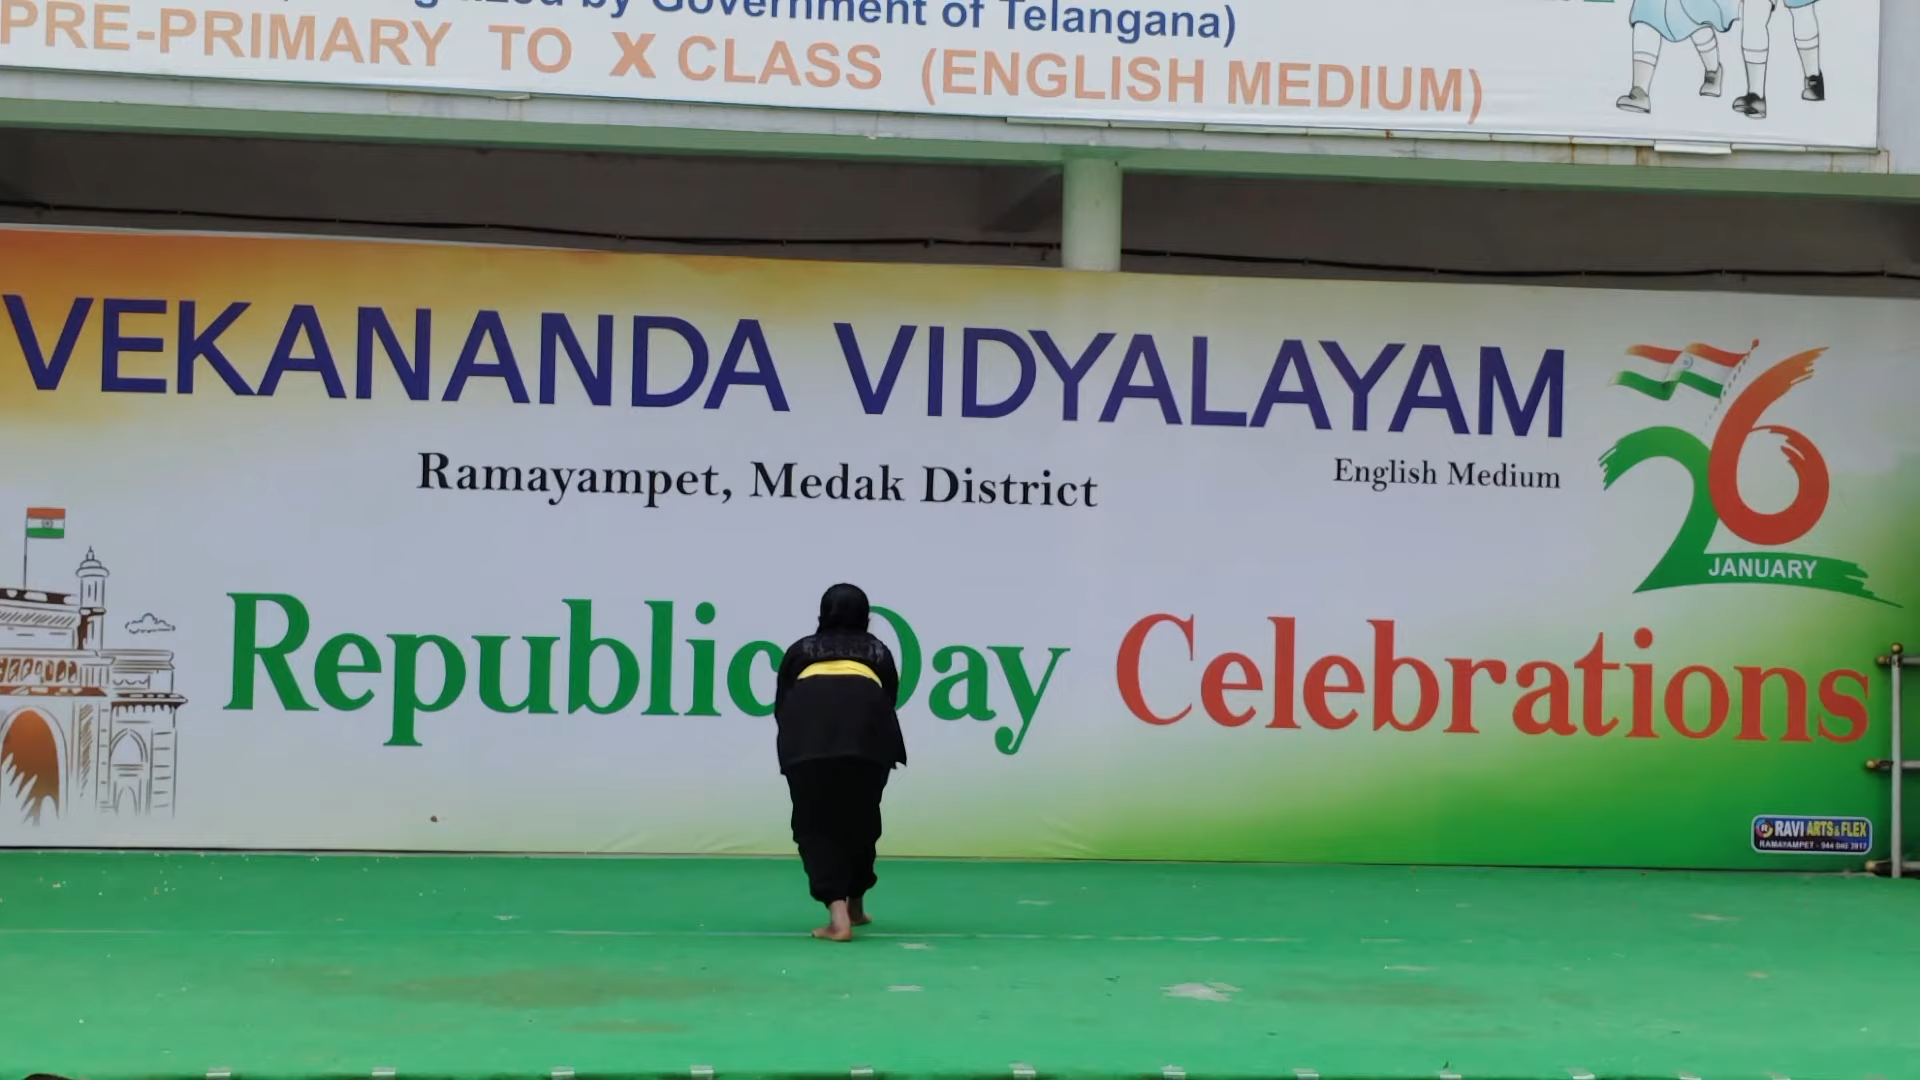 by Government of Telangana)
PRE-PRIMARY TO X CLASS (ENGLISH MEDIUM)
VEKANANDA VIDYALAYAM
Ramayampet, Medak District
English Medium
26
JANUARY
Republic Day Celebrations
RAVI ARTS & FLEX
RAMAYAMPET